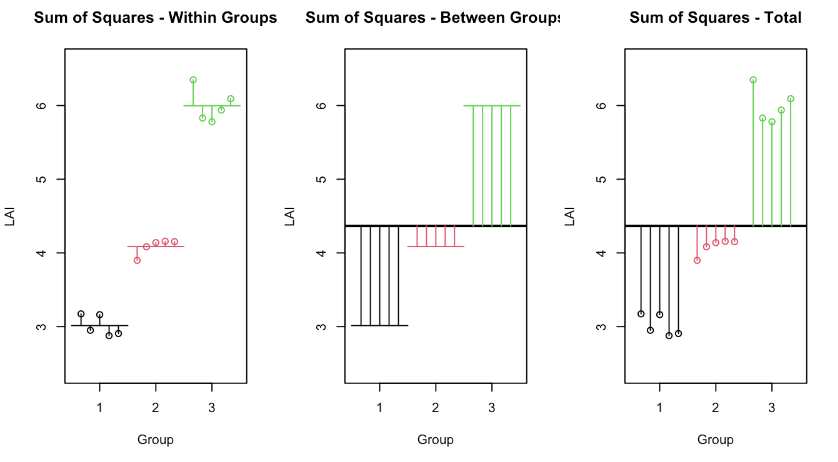 Sum of Squares - Within Groups
LAI
6
5
4
3
1 2 3
Group
Sum of Squares - Between Groups
LAI
6
5
4
3
1 2 3
Group
Sum of Squares - Total
LAI
6
5
4
3
1 2 3
Group